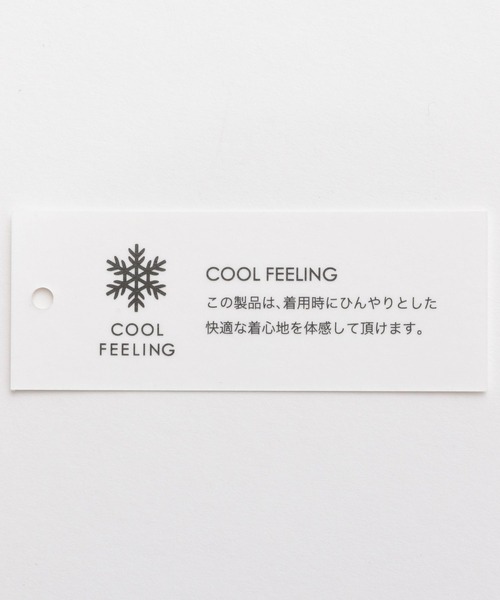 COOL
FEELING
COOL FEELING
この製品は、着用時にひんやりとした
快適な着心地を体感して頂けます。